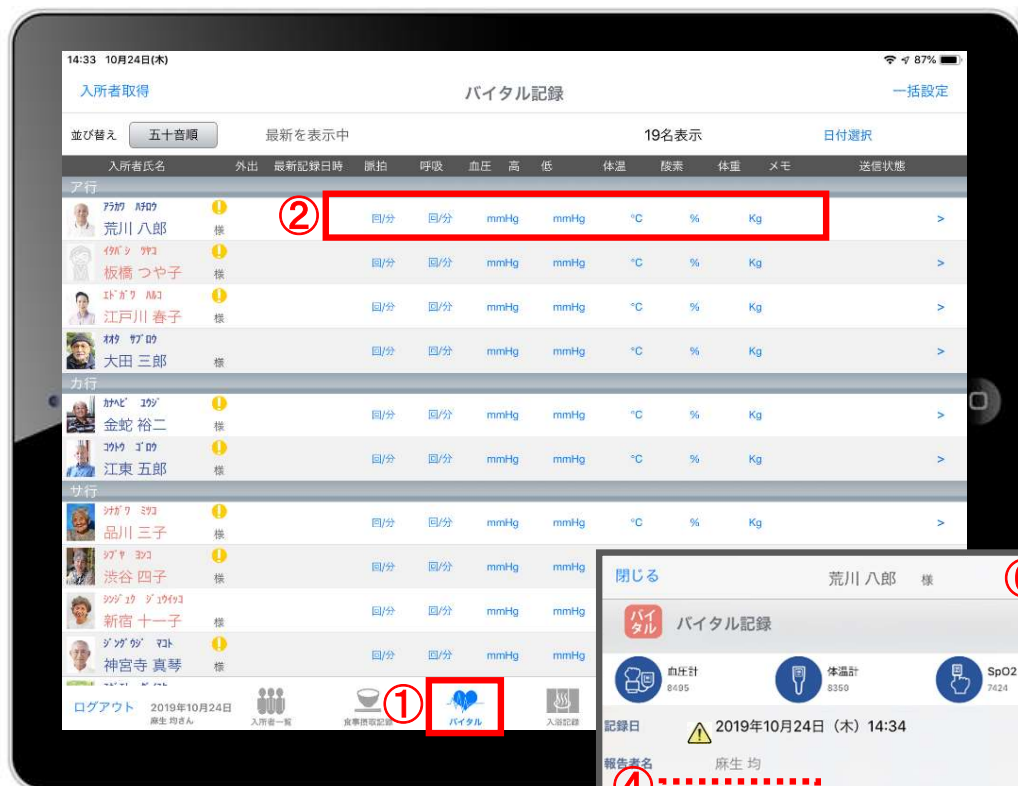 14:33 10月24日(木) 87%
入所者取得 バイタル記録 一括設定
並び替え 五十音順 最新を表示中 19名表示 日付選択
入所者氏名 外出 最新記録日時 脈拍 呼吸 血圧 高 低 体温 酸素 体重 メモ 送信状態
ア行
アラカワ ハチロウ
荒川 八郎 様 ② 回/分 回/分 mmHg mmHg °C % Kg >
イタバシ ツヤコ
板橋 つや子 様 回/分 回/分 mmHg mmHg °C % Kg >
エドガワ ハルコ
江戸川 春子 様 回/分 回/分 mmHg mmHg °C % Kg >
オオタ サブロウ
大田 三郎 様 回/分 回/分 mmHg mmHg °C % Kg >
カ行
カナヘビ ユウジ
金蛇 裕二 様 回/分 回/分 mmHg mmHg °C % Kg >
コウトウ ゴロウ
江東 五郎 様 回/分 回/分 mmHg mmHg °C % Kg >
サ行
シナガワ ミツコ
品川 三子 様 回/分 回/分 mmHg mmHg °C % Kg >
シブヤ ヨンコ
渋谷 四子 様 回/分 回/分 mmHg mmHg
シンジュク ジュウイチコ
新宿 十一子 様 回/分 回/分 mmHg mmHg
ジングウジ マコト
神宮寺 真琴 様 回/分 回/分 mmHg mmHg
ログアウト 2019年10月24日
麻生 均さん 入所者一覧 食事摂取記録 ① バイタル 入浴記録
閉じる 荒川 八郎 様
バイタル バイタル記録
血圧計 8495 体温計 8350 SpO2 7424
記録日 2019年10月24日（木）14:34
報告者名 麻生 均
④